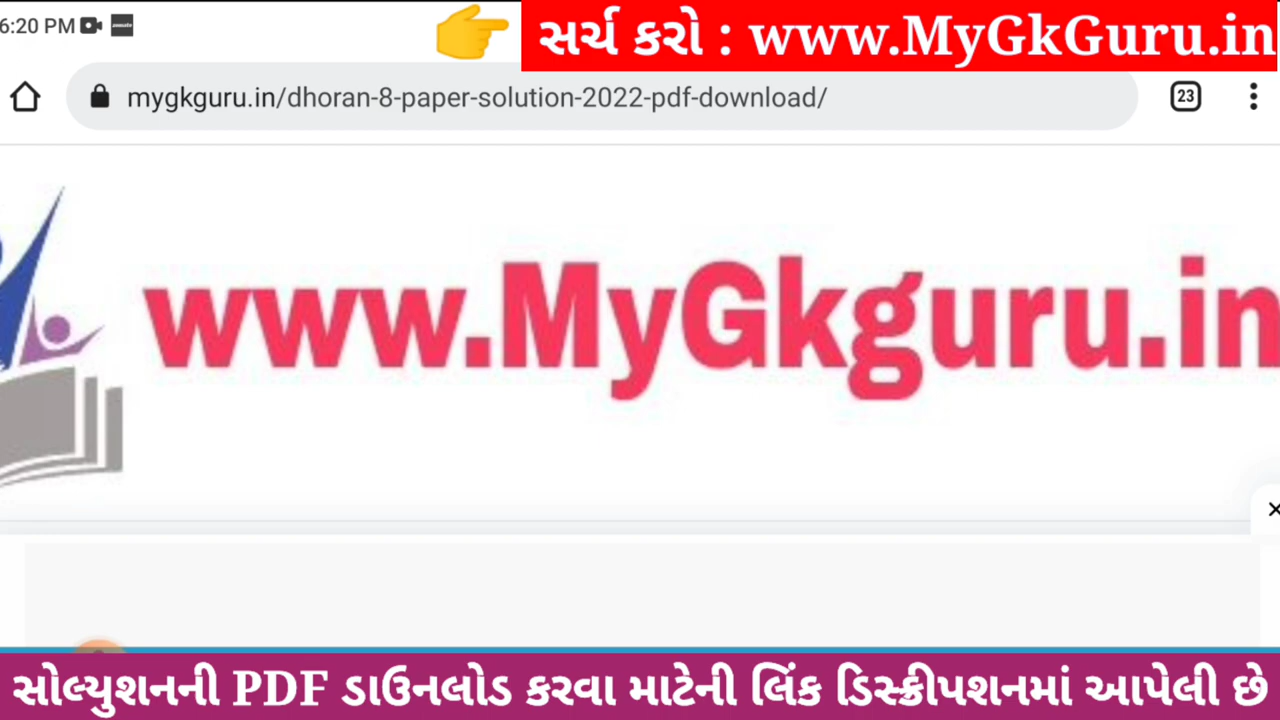 6:20 PM
સર્ચ કરો : www.MyGkGuru.in
mygkguru.in/dhoran-8-paper-solution-2022-pdf-download/
23
www.MyGkguru.in
સોલ્યુશનની PDF ડાઉનલોડ કરવા માટેની લિંક ડિસ્ક્રીપશનમાં આપેલી છે